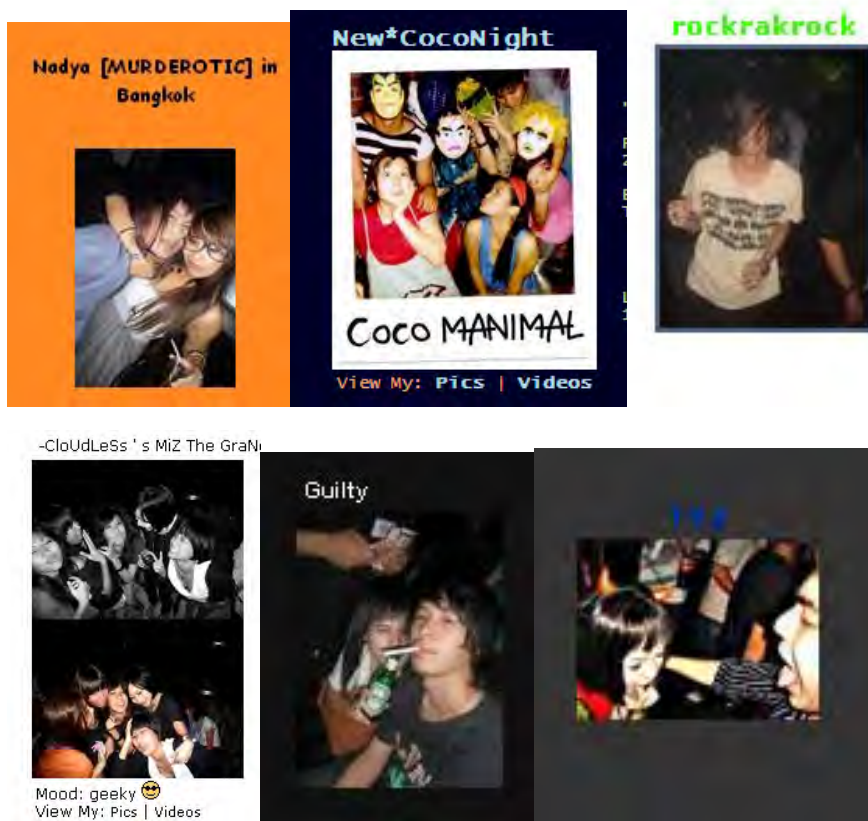 Nadya [MURDEROTIC] in
Bangkok
New*CocoNight
COCO MANIMAL
View My: Pics | Videos
rockrakrock
-CloUdLeSs ' s MiZ The GraN
Mood: geeky
View My: Pics | Videos
Guilty